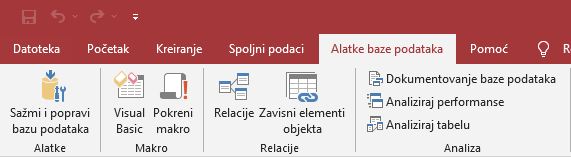 Datoteka Početak Kreiranje Spoljni podaci Alatke baze podataka Pomoć
Sažmi i popravi bazu podataka
Alatke
Visual Basic
Pokreni makro
Makro
Relacije
Zavisni elementi objekta
Relacije
Dokumentovanje baze podataka
Analiziraj performanse
Analiziraj tabelu
Analiza